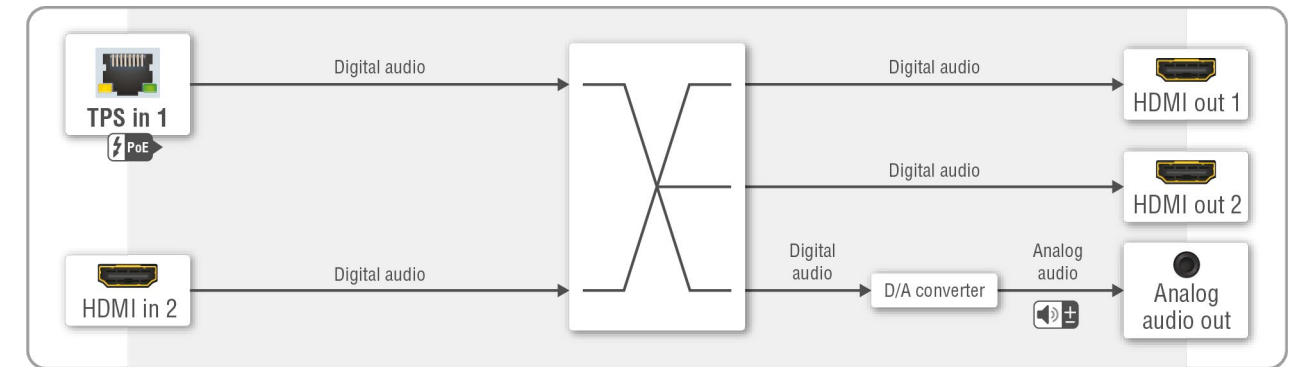 Digital audio
Digital audio
TPS in 1
HDMI out 1
PoE
Digital audio
HDMI out 2
Digital audio
HDMI in 2
Digital
audio
D/A converter
Analog
audio
Analog
audio out